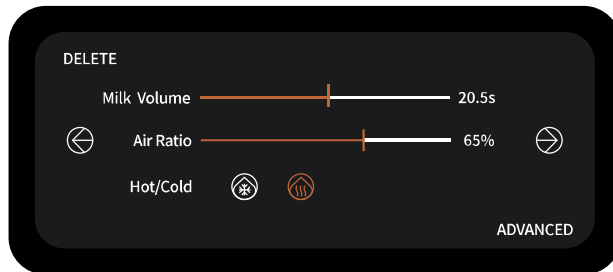 DELETE
Milk Volume 20.5s
Air Ratio 65%
Hot/Cold
ADVANCED